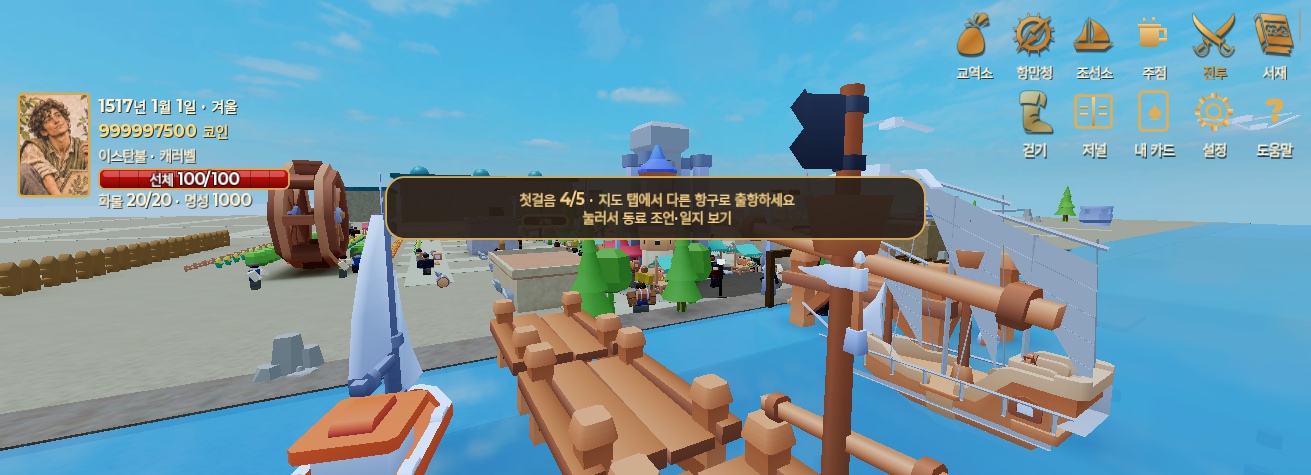 교역소
항만청
조선소
주점
전투
서재
걷기
저널
내 카드
설정
도움말
1517년 1월 1일 · 겨울
999997500 코인
이스탄불 · 캐러벨
선체 100/100
화물 20/20 · 명성 1000
첫걸음 4/5 · 지도 탭에서 다른 항구로 출항하세요
눌러서 동료 조언·일지 보기